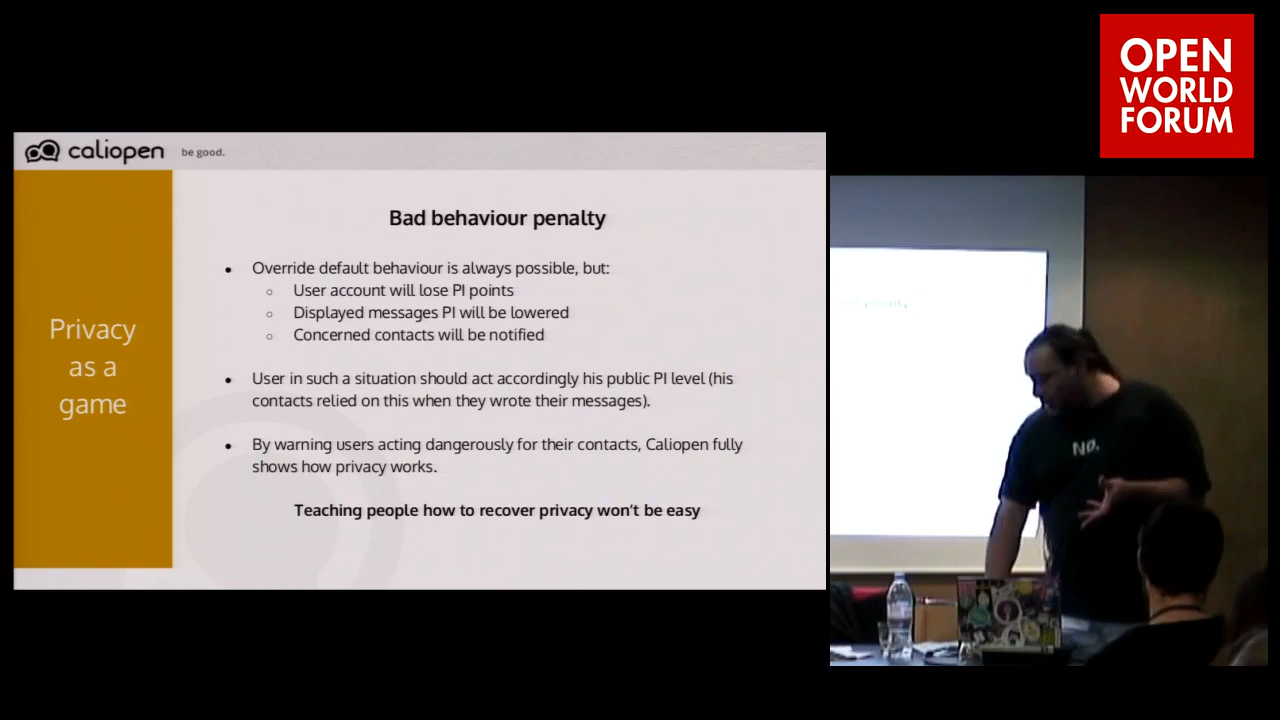 OPEN
WORLD
FORUM
caliopen be good.
Privacy
as a
game
Bad behaviour penalty
• Override default behaviour is always possible, but:
○ User account will lose PI points
○ Displayed messages PI will be lowered
○ Concerned contacts will be notified
• User in such a situation should act accordingly his public PI level (his
contacts relied on this when they wrote their messages).
• By warning users acting dangerously for their contacts, Caliopen fully
shows how privacy works.
Teaching people how to recover privacy won't be easy
No.